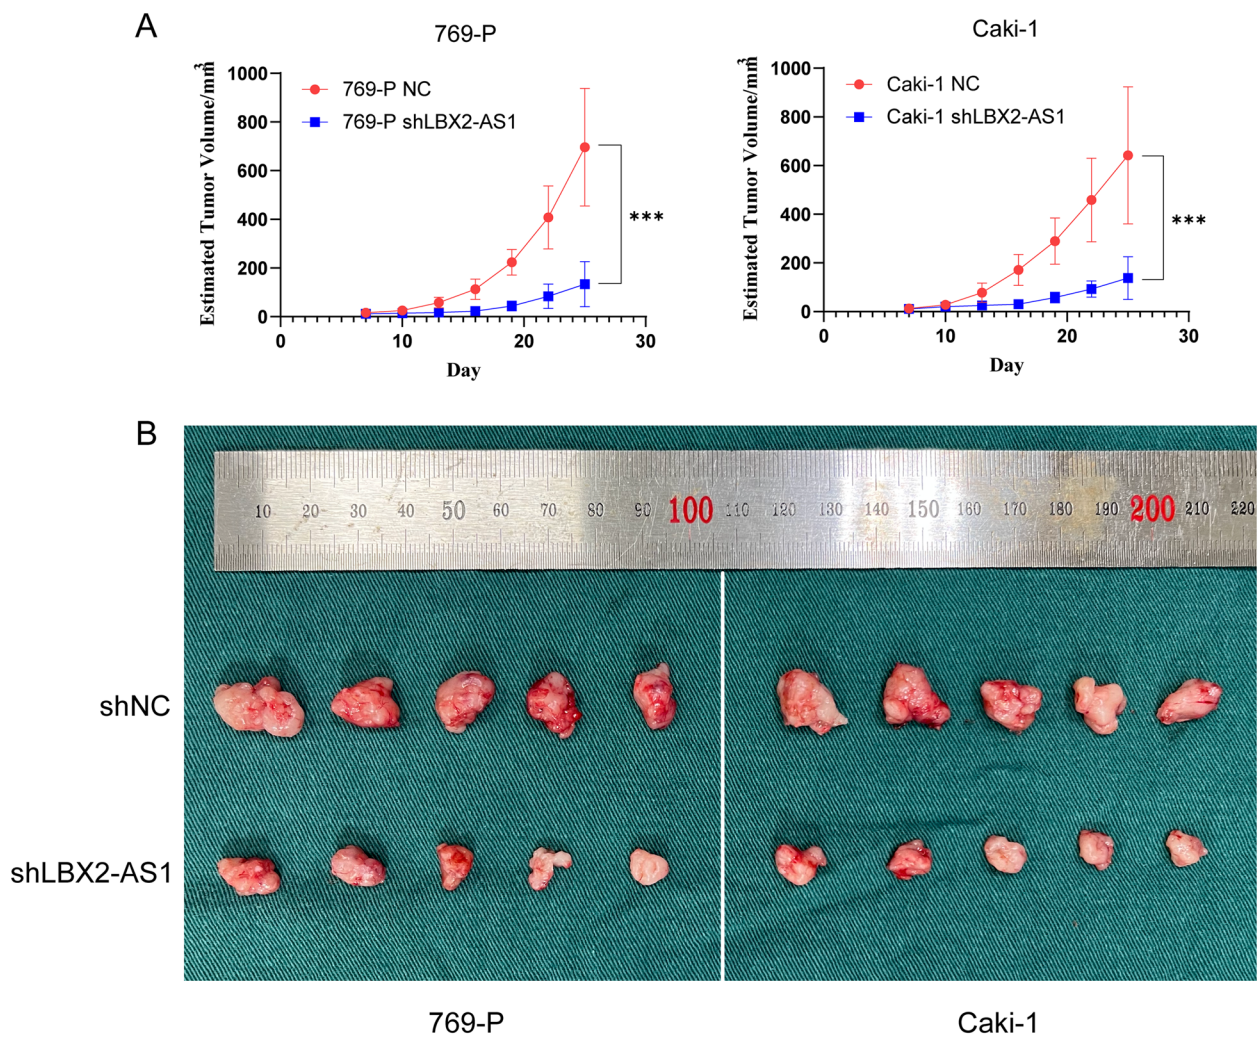 A
769-P
Estimated Tumor Volume/mm3
1000
800
600
400
200
0
0
10
20
30
Day
769-P NC
769-P shLBX2-AS1
***
Caki-1
Estimated Tumor Volume/mm3
1000
800
600
400
200
0
0
10
20
30
Day
Caki-1 NC
Caki-1 shLBX2-AS1
***
B
10 20 30 40 50 60 70 80 90 100 110 120 130 140 150 160 170 180 190 200 210 220
shNC
shLBX2-AS1
769-P
Caki-1